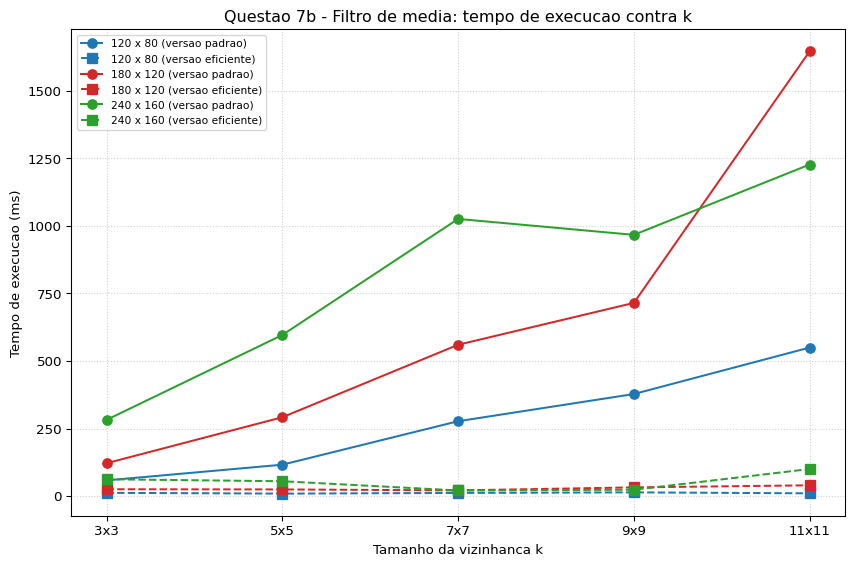 Questao 7b - Filtro de media: tempo de execucao contra k
120 x 80 (versao padrao)
120 x 80 (versao eficiente)
180 x 120 (versao padrao)
180 x 120 (versao eficiente)
240 x 160 (versao padrao)
240 x 160 (versao eficiente)
Tempo de execucao (ms)
1500
1250
1000
750
500
250
0
3x3 5x5 7x7 9x9 11x11
Tamanho da vizinhanca k